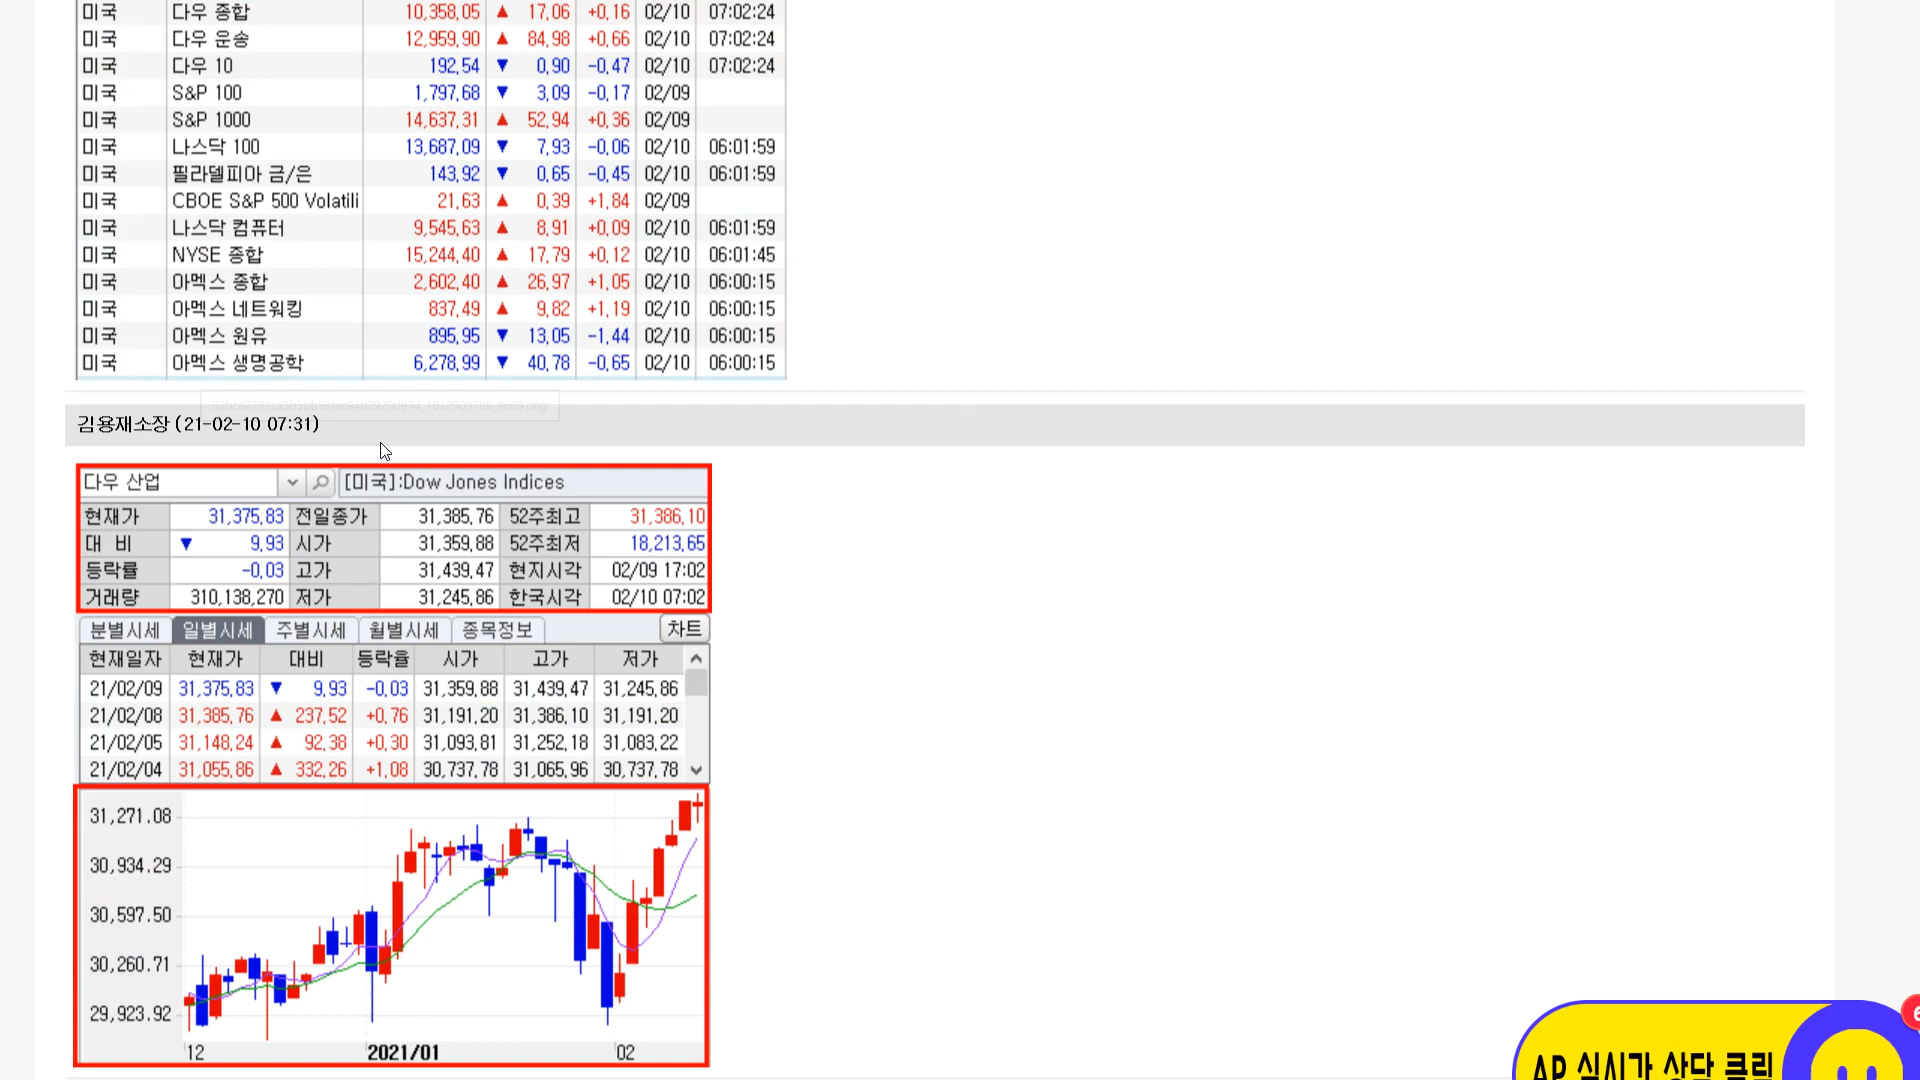 미국 다우 종합 10,358.05 ▲ 17.06 +0.16 02/10 07:02:24
미국 다우 운송 12,959.90 ▲ 84.98 +0.66 02/10 07:02:24
미국 다우 10 192.54 ▼ 0.90 -0.47 02/10 07:02:24
미국 S&P 100 1,797.68 ▼ 3.09 -0.17 02/09
미국 S&P 1000 14,637.31 ▲ 52.94 +0.36 02/09
미국 나스닥 100 13,687.09 ▼ 7.93 -0.06 02/10 06:01:59
미국 필라델피아 금/은 143.92 ▼ 0.65 -0.45 02/10 06:01:59
미국 CBOE S&P 500 Volatili 21.63 ▲ 0.39 +1.84 02/09
미국 나스닥 컴퓨터 9,545.63 ▲ 8.91 +0.09 02/10 06:01:59
미국 NYSE 종합 15,244.40 ▲ 17.79 +0.12 02/10 06:01:45
미국 아멕스 종합 2,602.40 ▲ 26.97 +1.05 02/10 06:00:15
미국 아멕스 네트워킹 837.49 ▲ 9.82 +1.19 02/10 06:00:15
미국 아멕스 원유 895.95 ▼ 13.05 -1.44 02/10 06:00:15
미국 아멕스 생명공학 6,278.99 ▼ 40.78 -0.65 02/10 06:00:15
김용재소장 (21-02-10 07:31)
다우 산업 [미국]:Dow Jones Indices
현재가 31,375.83 전일종가 31,385.76 52주최고 31,386.10
대 비 ▼ 9.93 시가 31,359.88 52주최저 18,213.65
등락률 -0.03 고가 31,439.47 현지시각 02/09 17:02
거래량 310,138,270 저가 31,245.86 한국시각 02/10 07:02
분별시세 일별시세 주별시세 월별시세 종목정보 차트
현재일자 현재가 대비 등락율 시가 고가 저가
21/02/09 31,375.83 ▼ 9.93 -0.03 31,359.88 31,439.47 31,245.86
21/02/08 31,385.76 ▲ 237.52 +0.76 31,191.20 31,386.10 31,191.20
21/02/05 31,148.24 ▲ 92.38 +0.30 31,093.81 31,252.18 31,083.22
21/02/04 31,055.86 ▲ 332.26 +1.08 30,737.78 31,065.96 30,737.78
31,271.08
30,934.29
30,597.50
30,260.71
29,923.92
12 2021/01 02
6
AP 실시간 상담 클릭